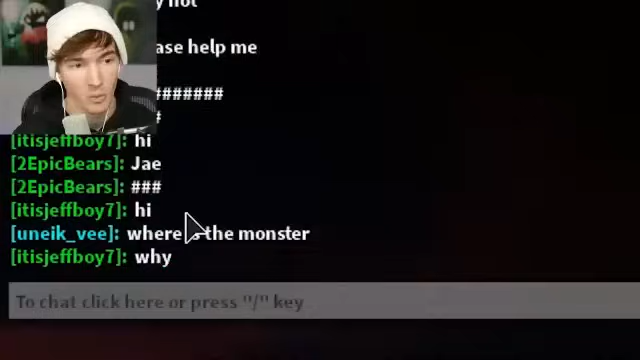 not
ase help me
#######
#
[itisjeffboy7]: hi
[2EpicBears]: Jae
[2EpicBears]: ###
[itisjeffboy7]: hi
[uneik_vee]: where is the monster
[itisjeffboy7]: why
To chat click here or press "/" key